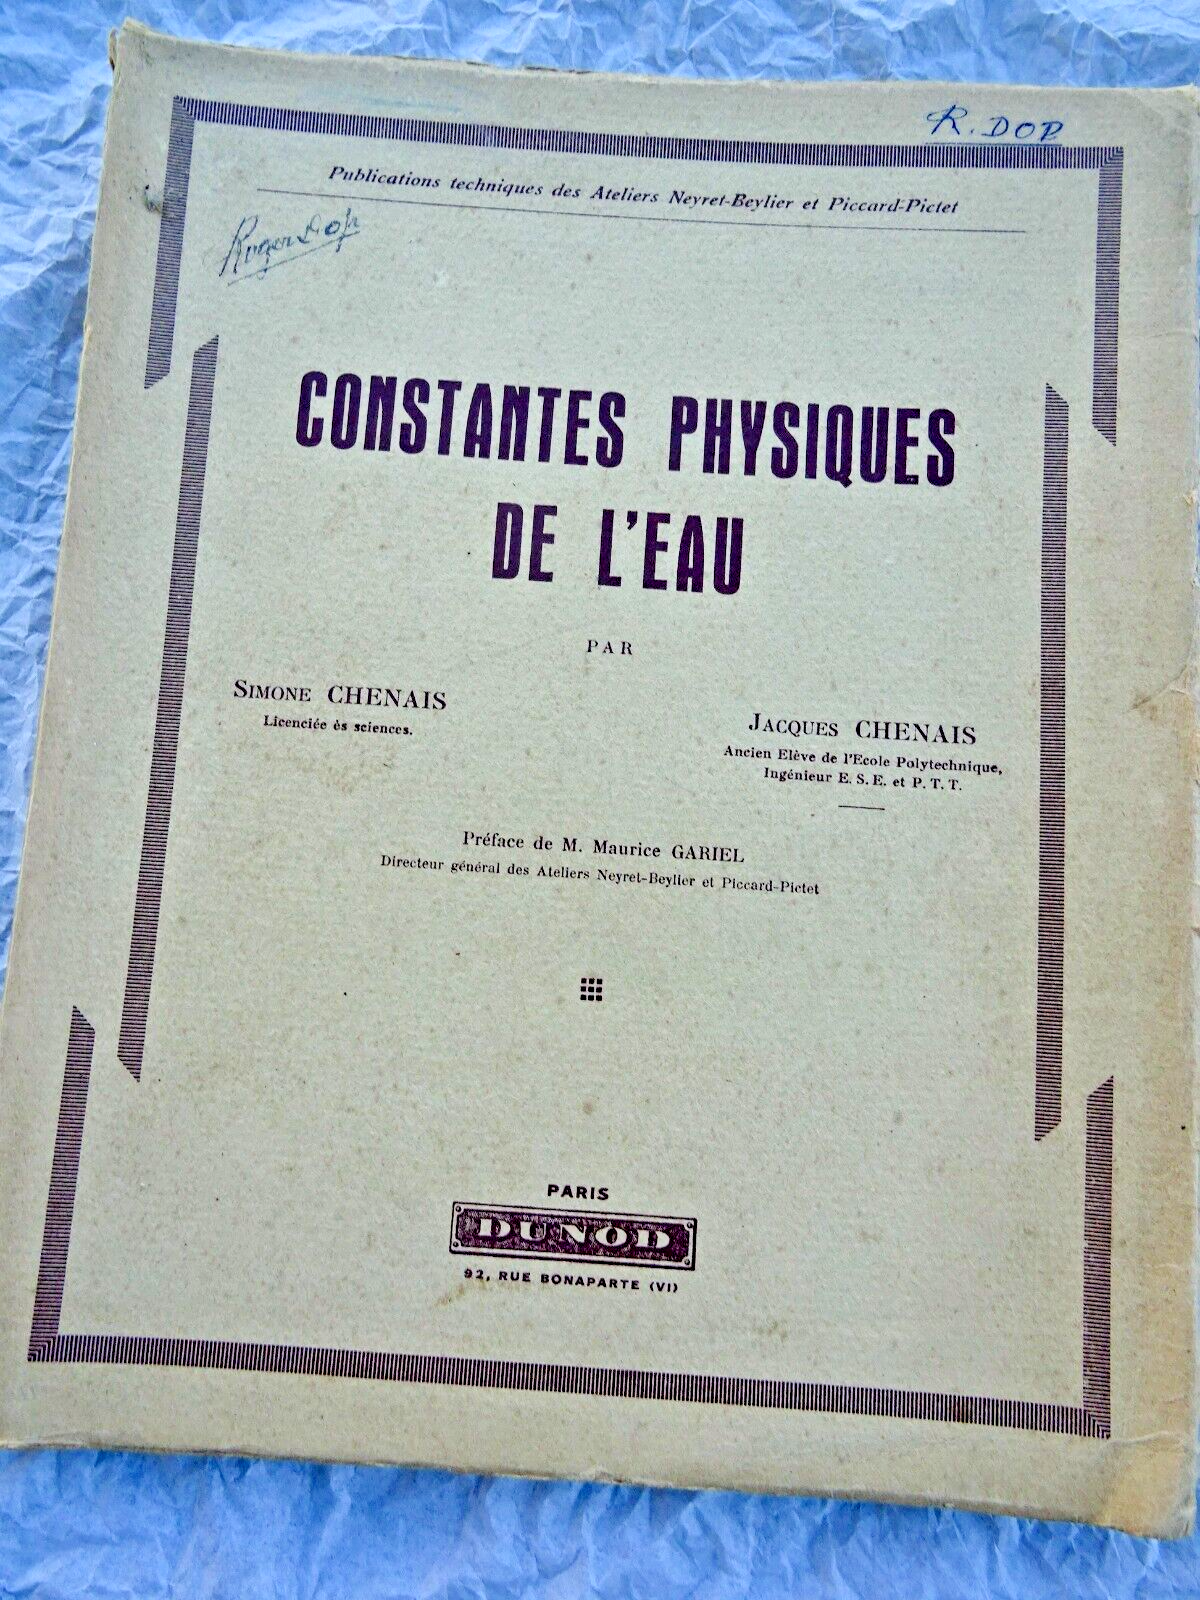 R. DOP
Publications techniques des Ateliers Neyret-Beylier et Piccard-Pictet
Roger Dop
CONSTANTES PHYSIQUES
DE L'EAU
PAR
SIMONE CHENAIS
Licenciée ès sciences.
JACQUES CHENAIS
Ancien Elève de l'Ecole Polytechnique,
Ingénieur E. S. E. et P. T. T.
Préface de M. Maurice GARIEL
Directeur général des Ateliers Neyret-Beylier et Piccard-Pictet
PARIS
DUNOD
92, RUE BONAPARTE (VI)